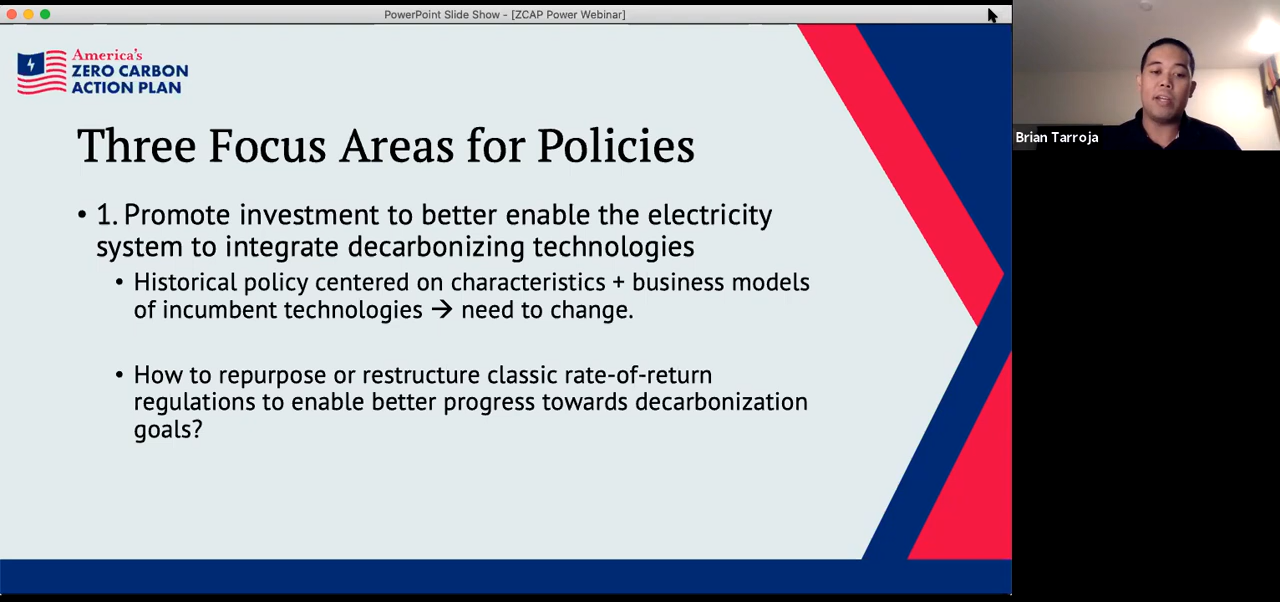 PowerPoint Slide Show - [ZCAP Power Webinar]
America's
ZERO CARBON
ACTION PLAN
Three Focus Areas for Policies
• 1. Promote investment to better enable the electricity
system to integrate decarbonizing technologies
• Historical policy centered on characteristics + business models
of incumbent technologies → need to change.
• How to repurpose or restructure classic rate-of-return
regulations to enable better progress towards decarbonization
goals?
Brian Tarroja